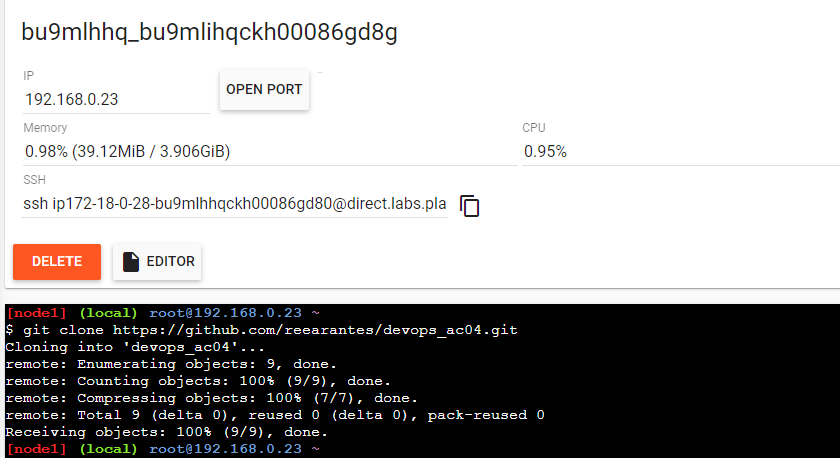 bu9mlhhq_bu9mlihqckh00086gd8g
IP
192.168.0.23
OPEN PORT
Memory
0.98% (39.12MiB / 3.906GiB)
CPU
0.95%
SSH
ssh ip172-18-0-28-bu9mlhhqckh00086gd80@direct.labs.pla
DELETE
EDITOR
[node1] (local) root@192.168.0.23 ~
$ git clone https://github.com/reearantes/devops_ac04.git
Cloning into 'devops_ac04'...
remote: Enumerating objects: 9, done.
remote: Counting objects: 100% (9/9), done.
remote: Compressing objects: 100% (7/7), done.
remote: Total 9 (delta 0), reused 0 (delta 0), pack-reused 0
Receiving objects: 100% (9/9), done.
[node1] (local) root@192.168.0.23 ~